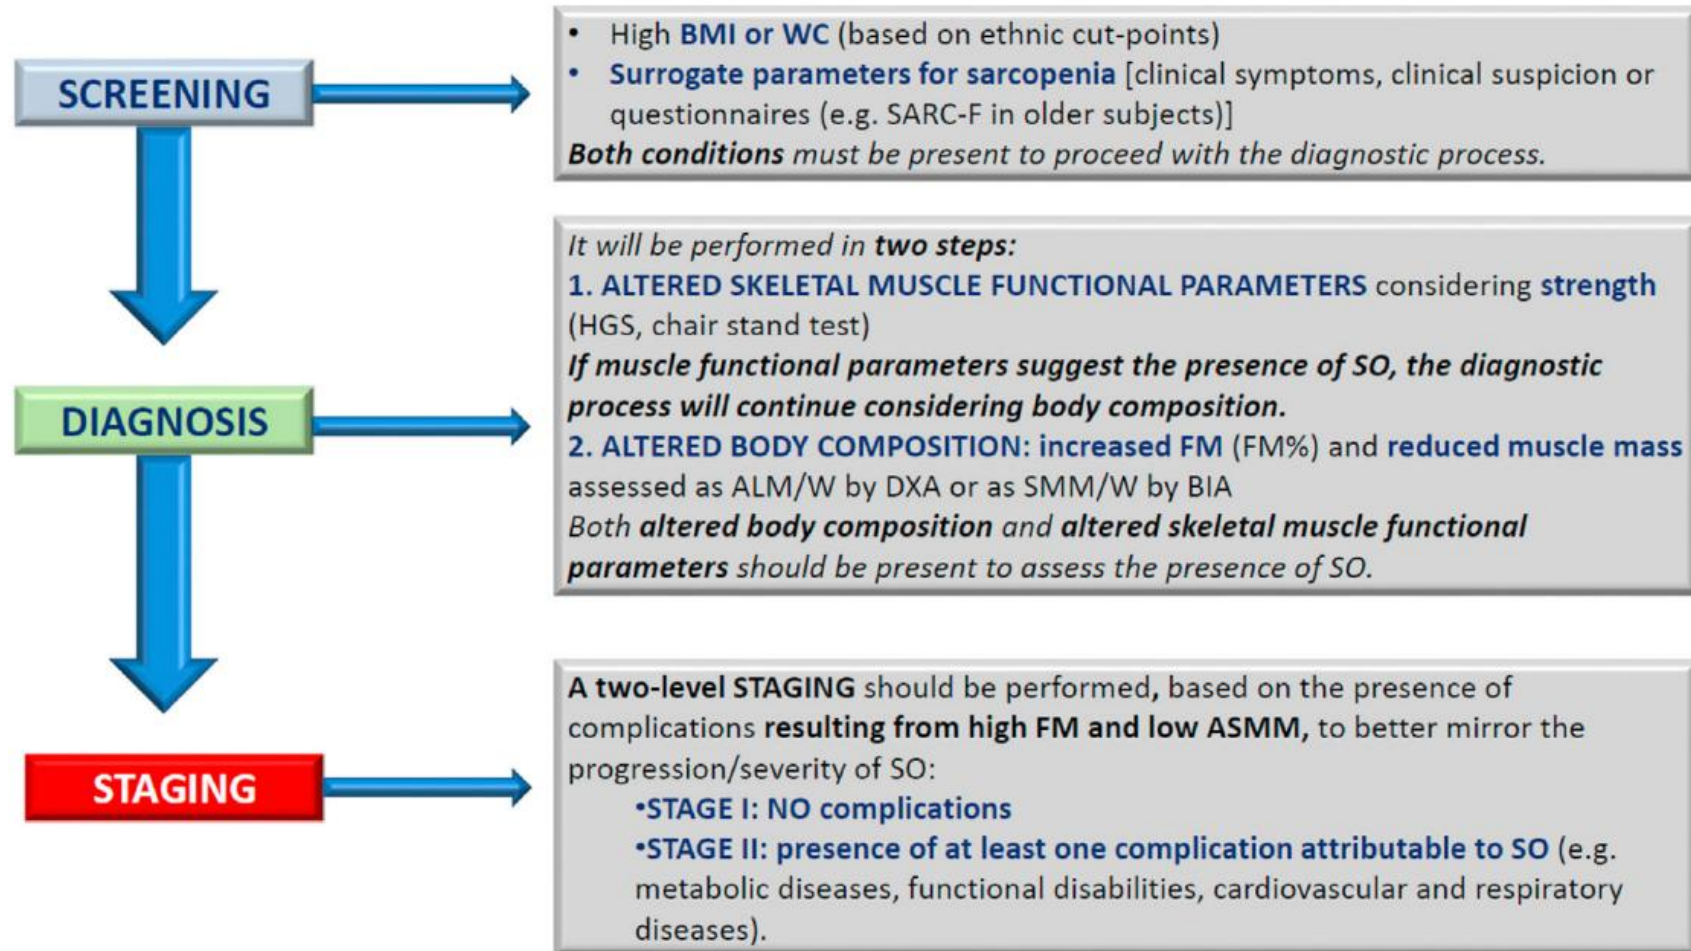 SCREENING
• High BMI or WC (based on ethnic cut-points)
• Surrogate parameters for sarcopenia [clinical symptoms, clinical suspicion or
questionnaires (e.g. SARC-F in older subjects)]
Both conditions must be present to proceed with the diagnostic process.
DIAGNOSIS
It will be performed in two steps:
1. ALTERED SKELETAL MUSCLE FUNCTIONAL PARAMETERS considering strength
(HGS, chair stand test)
If muscle functional parameters suggest the presence of SO, the diagnostic
process will continue considering body composition.
2. ALTERED BODY COMPOSITION: increased FM (FM%) and reduced muscle mass
assessed as ALM/W by DXA or as SMM/W by BIA
Both altered body composition and altered skeletal muscle functional
parameters should be present to assess the presence of SO.
STAGING
A two-level STAGING should be performed, based on the presence of
complications resulting from high FM and low ASMM, to better mirror the
progression/severity of SO:
•STAGE I: NO complications
•STAGE II: presence of at least one complication attributable to SO (e.g.
metabolic diseases, functional disabilities, cardiovascular and respiratory
diseases).